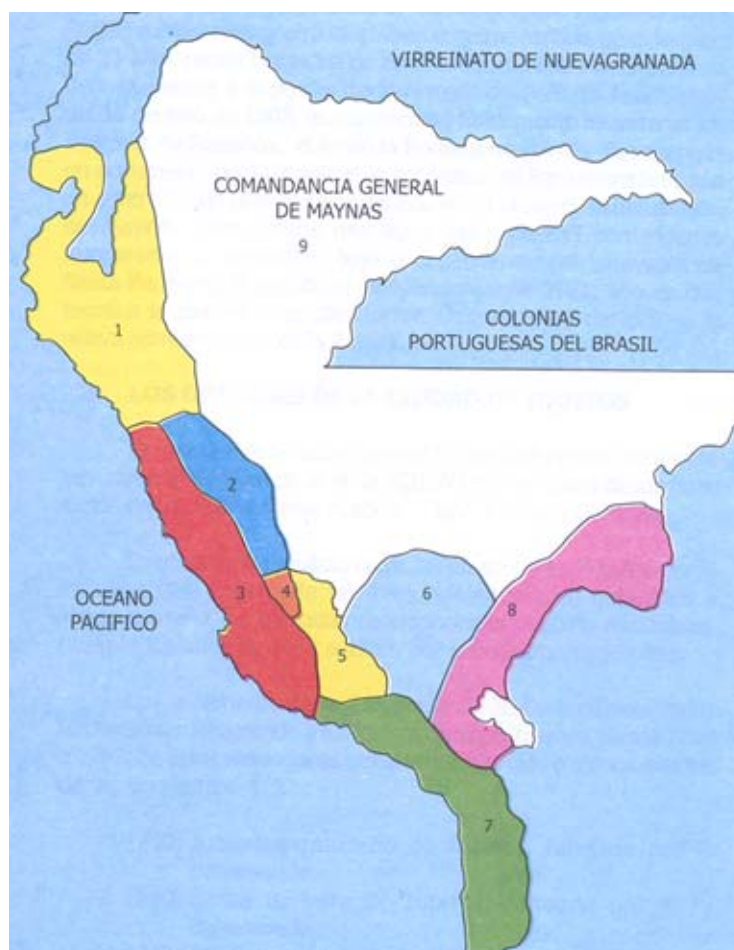 VIRREINATO DE NUEVAGRANADA
COMANDANCIA GENERAL
DE MAYNAS
9
COLONIAS
PORTUGUESAS DEL BRASIL
1
2
OCEANO
PACIFICO
3
4
5
6
8
7